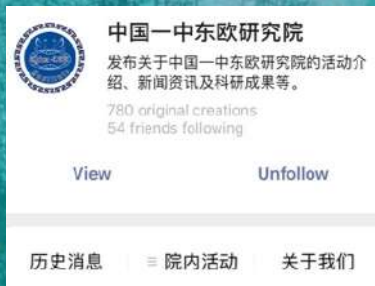 中国一中东欧研究院
发布关于中国一中东欧研究院的活动介
绍、新闻资讯及科研成果等。
780 original creations
54 friends following
View Unfollow
历史消息 ≡ 院内活动 关于我们